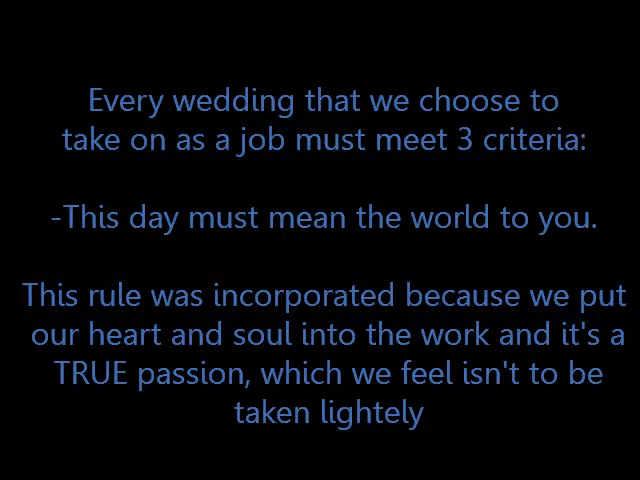 Every wedding that we choose to
take on as a job must meet 3 criteria:
-This day must mean the world to you.
This rule was incorporated because we put
our heart and soul into the work and it's a
TRUE passion, which we feel isn't to be
taken lightely